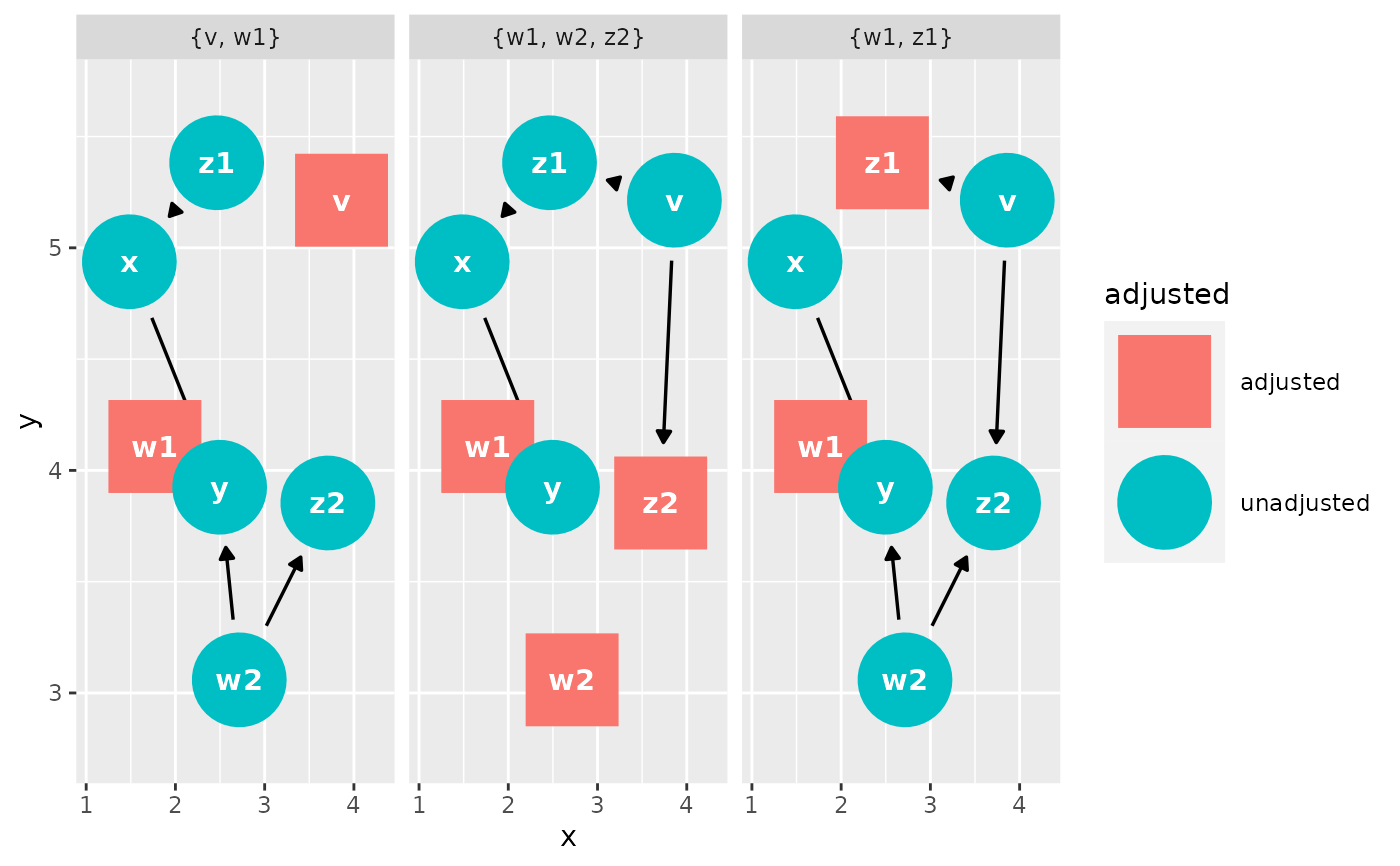 {v, w1}
{w1, w2, z2}
{w1, z1}
z1
v
x
w1
y
z2
w2
z1
v
x
w1
y
z2
w2
z1
v
x
w1
y
z2
w2
5
4
3
y
1 2 3 4
1 2 3 4
1 2 3 4
x
adjusted
adjusted
unadjusted